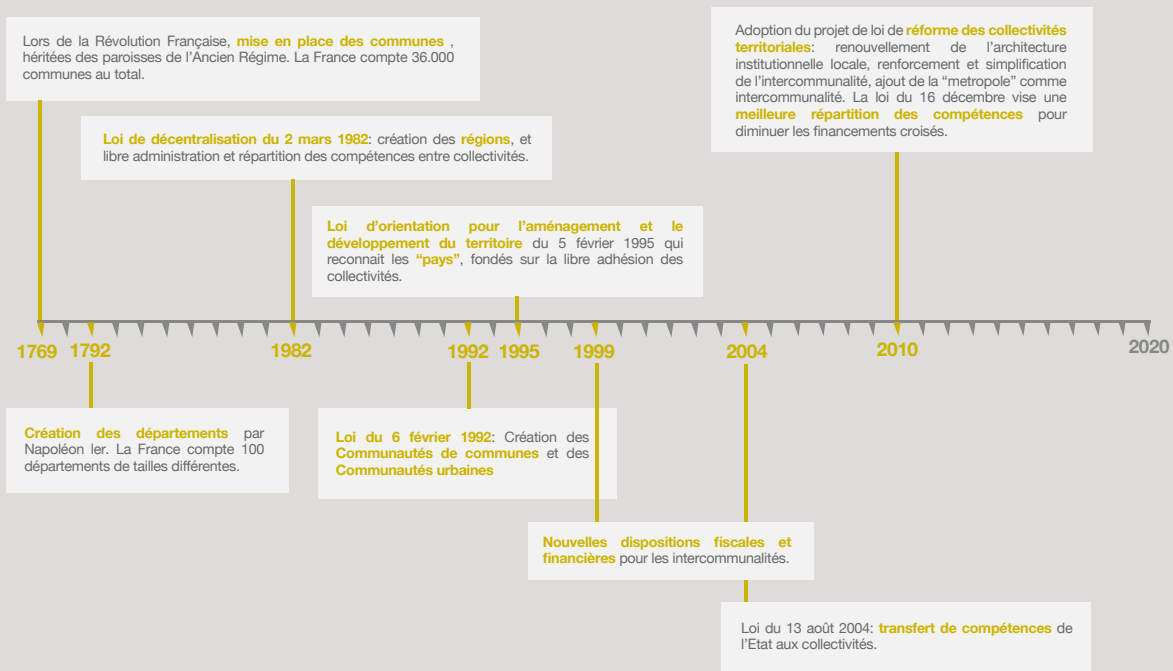 Lors de la Révolution Française, mise en place des communes ,
héritées des paroisses de l'Ancien Régime. La France compte 36.000
communes au total.
Adoption du projet de loi de réforme des collectivités
territoriales: renouvellement de l'architecture
institutionnelle locale, renforcement et simplification
de l'intercommunalité, ajout de la "metropole" comme
intercommunalité. La loi du 16 décembre vise une
meilleure répartition des compétences pour
diminuer les financements croisés.
Loi de décentralisation du 2 mars 1982: création des régions, et
libre administration et répartition des compétences entre collectivités.
Loi d'orientation pour l'aménagement et le
développement du territoire du 5 février 1995 qui
reconnait les "pays", fondés sur la libre adhésion des
collectivités.
1769 1792 1982 1992 1995 1999 2004 2010 2020
Création des départements par
Napoléon Ier. La France compte 100
départements de tailles différentes.
Loi du 6 février 1992: Création des
Communautés de communes et des
Communautés urbaines
Nouvelles dispositions fiscales et
financières pour les intercommunalités.
Loi du 13 août 2004: transfert de compétences de
l'Etat aux collectivités.